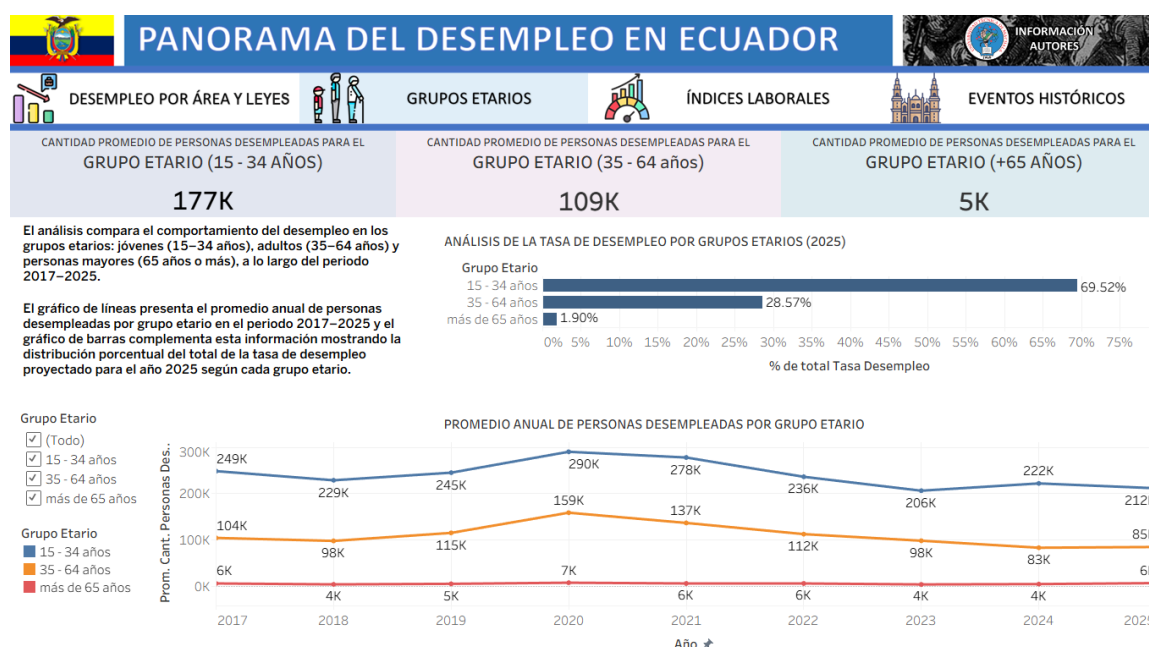 PANORAMA DEL DESEMPLEO EN ECUADOR
INFORMACIÓN
AUTORES
DESEMPLEO POR ÁREA Y LEYES
GRUPOS ETARIOS
ÍNDICES LABORALES
EVENTOS HISTÓRICOS
CANTIDAD PROMEDIO DE PERSONAS DESEMPLEADAS PARA EL
GRUPO ETARIO (15 - 34 AÑOS)
177K
CANTIDAD PROMEDIO DE PERSONAS DESEMPLEADAS PARA EL
GRUPO ETARIO (35 - 64 años)
109K
CANTIDAD PROMEDIO DE PERSONAS DESEMPLEADAS PARA EL
GRUPO ETARIO (+65 AÑOS)
5K
El análisis compara el comportamiento del desempleo en los
grupos etarios: jóvenes (15–34 años), adultos (35–64 años) y
personas mayores (65 años o más), a lo largo del periodo
2017–2025.
El gráfico de líneas presenta el promedio anual de personas
desempleadas por grupo etario en el periodo 2017–2025 y el
gráfico de barras complementa esta información mostrando la
distribución porcentual del total de la tasa de desempleo
proyectado para el año 2025 según cada grupo etario.
ANÁLISIS DE LA TASA DE DESEMPLEO POR GRUPOS ETARIOS (2025)
Grupo Etario
15 - 34 años 69.52%
35 - 64 años 28.57%
más de 65 años 1.90%
0% 5% 10% 15% 20% 25% 30% 35% 40% 45% 50% 55% 60% 65% 70% 75%
% de total Tasa Desempleo
Grupo Etario
(Todo)
15 - 34 años
35 - 64 años
más de 65 años
Grupo Etario
15 - 34 años
35 - 64 años
más de 65 años
PROMEDIO ANUAL DE PERSONAS DESEMPLEADAS POR GRUPO ETARIO
Prom. Cant. Personas Des..
300K
200K
100K
0K
249K 229K 245K 290K 278K 236K 206K 222K 212
104K 98K 115K 159K 137K 112K 98K 83K 85
6K 4K 5K 7K 6K 6K 4K 4K 6
2017 2018 2019 2020 2021 2022 2023 2024 2025
Año